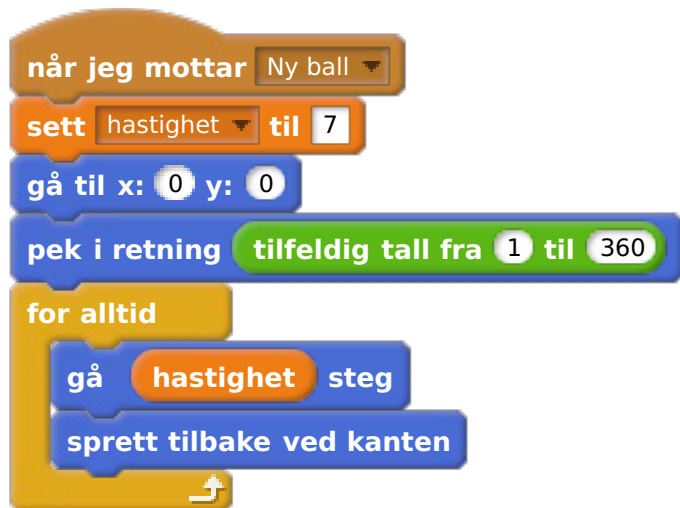 når jeg mottar Ny ball
sett hastighet til 7
gå til x: 0 y: 0
pek i retning tilfeldig tall fra 1 til 360
for alltid
gå hastighet steg
sprett tilbake ved kanten